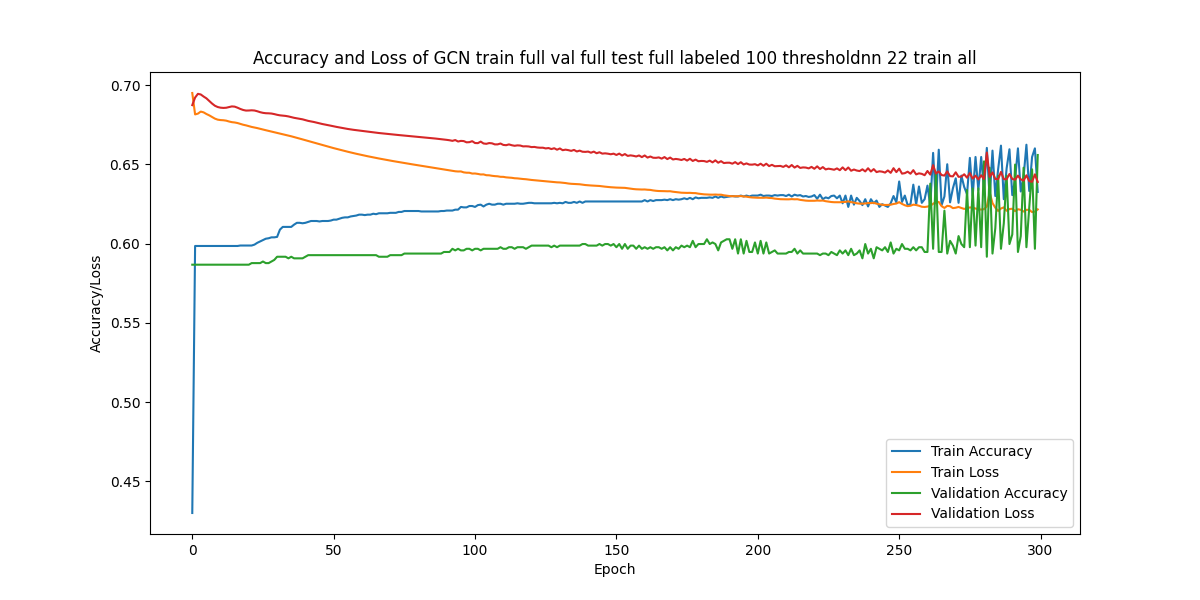 Accuracy and Loss of GCN train full val full test full labeled 100 thresholdnn 22 train all
0.70
0.65
0.60
0.55
0.50
0.45
Accuracy/Loss
0
50
100
150
200
250
300
Epoch
Train Accuracy
Train Loss
Validation Accuracy
Validation Loss